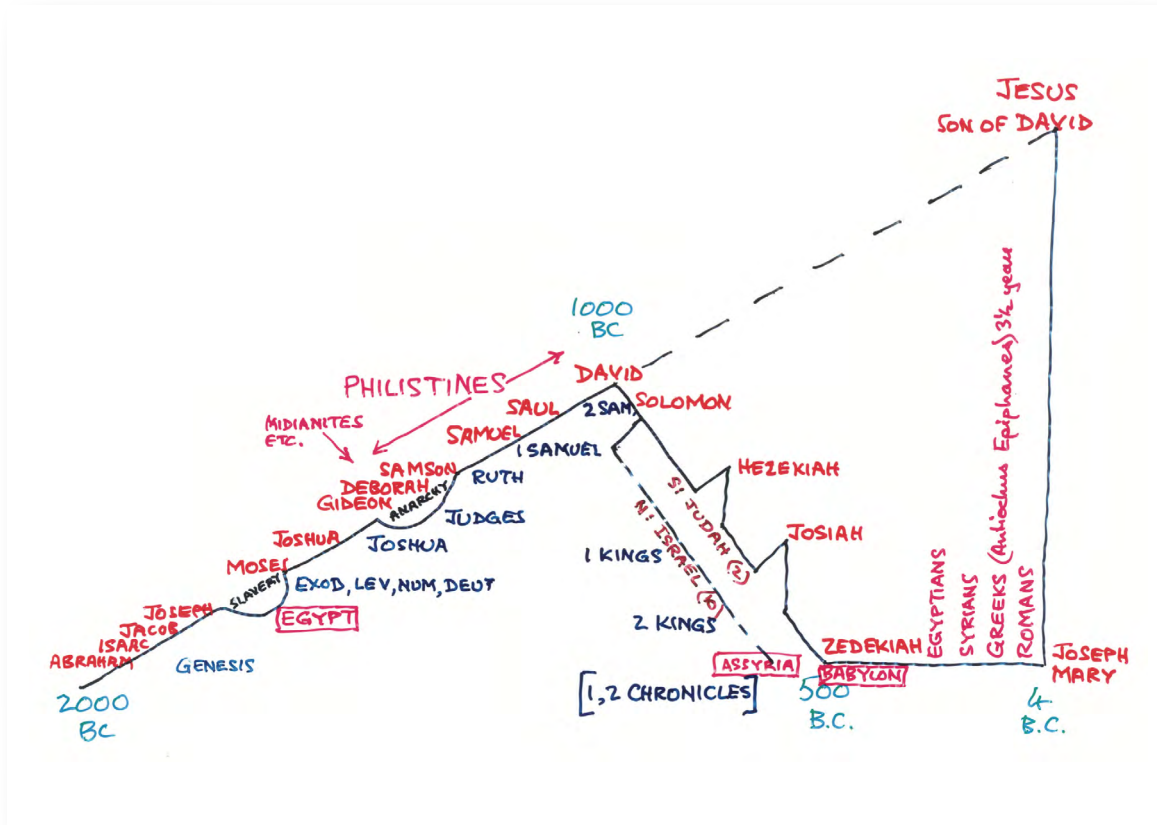 JESUS
SON OF DAVID
1000
BC
PHILISTINES
MIDIANITES
ETC.
DAVID
SOLOMON
SAUL
2 SAM
SAMUEL
1 SAMUEL
SAMSON
DEBORAH
GIDEON
ANARCHY
RUTH
JUDGES
HEZEKIAH
JOSIAH
S: JUDAH (2)
N: ISRAEL (10)
JOSHUA
JOSHUA
1 KINGS
MOSES
SLAVERY
EXOD, LEV, NUM, DEUT
EGYPT
JOSEPH
JACOB
ISAAC
ABRAHAM
GENESIS
2 KINGS
ZEDEKIAH
EGYPTIANS
SYRIANS
GREEKS (Antiochus Epiphanes) 3½ years
ROMANS
JOSEPH
MARY
ASSYRIA
BABYLON
[1,2 CHRONICLES]
2000
BC
500
B.C.
4
B.C.